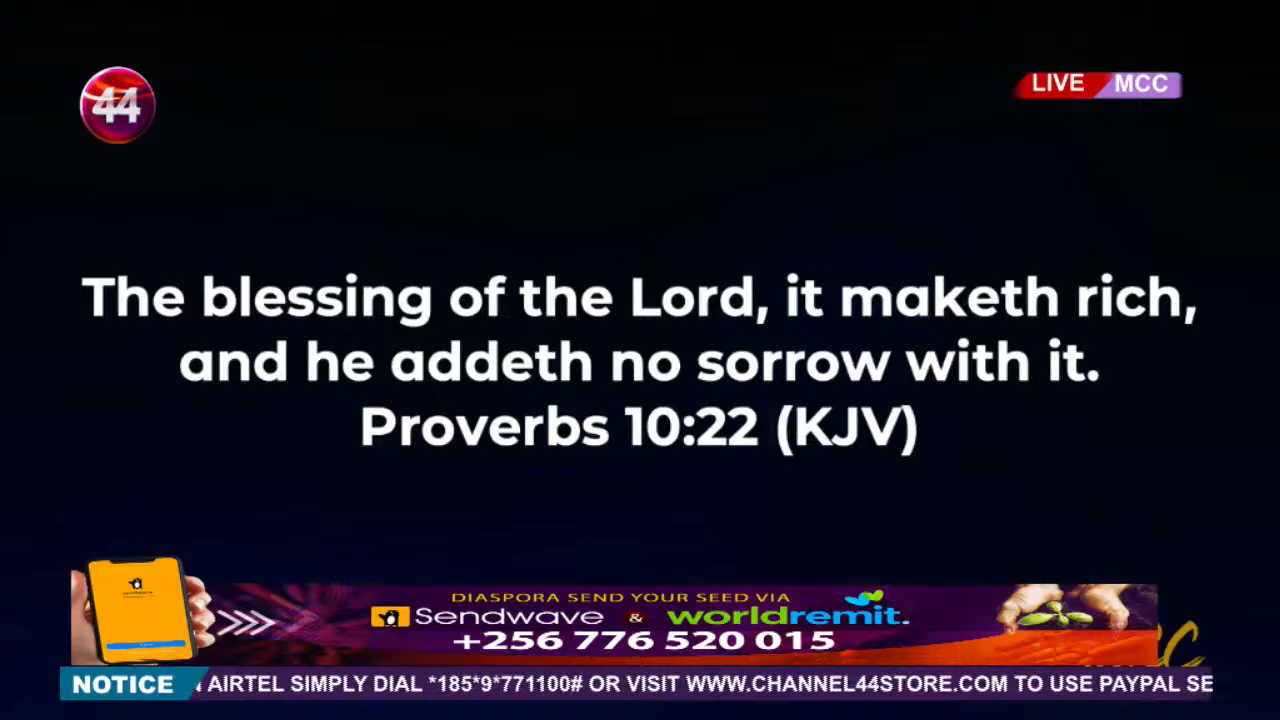 44
LIVE MCC
The blessing of the Lord, it maketh rich,
and he addeth no sorrow with it.
Proverbs 10:22 (KJV)
DIASPORA SEND YOUR SEED VIA
Sendwave & worldremit.
+256 776 520 015
NOTICE AIRTEL SIMPLY DIAL *185*9*771100# OR VISIT WWW.CHANNEL44STORE.COM TO USE PAYPAL SE